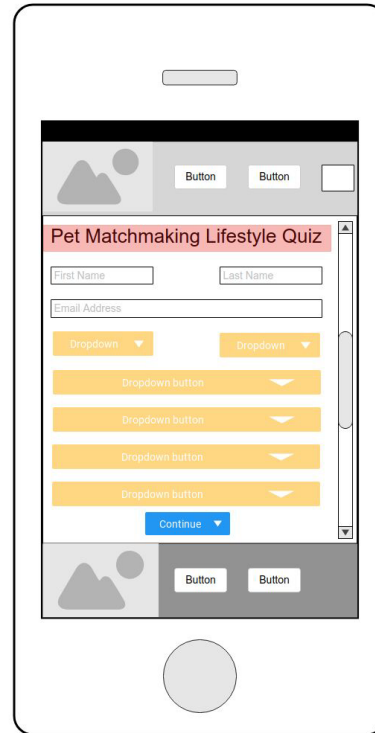 Button Button
Pet Matchmaking Lifestyle Quiz
First Name Last Name
Email Address
Dropdown Dropdown
Dropdown button
Dropdown button
Dropdown button
Dropdown button
Continue
Button Button